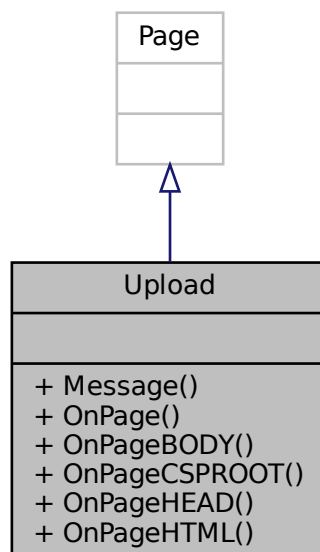 Page
Upload
+ Message()
+ OnPage()
+ OnPageBODY()
+ OnPageCSPROOT()
+ OnPageHEAD()
+ OnPageHTML()